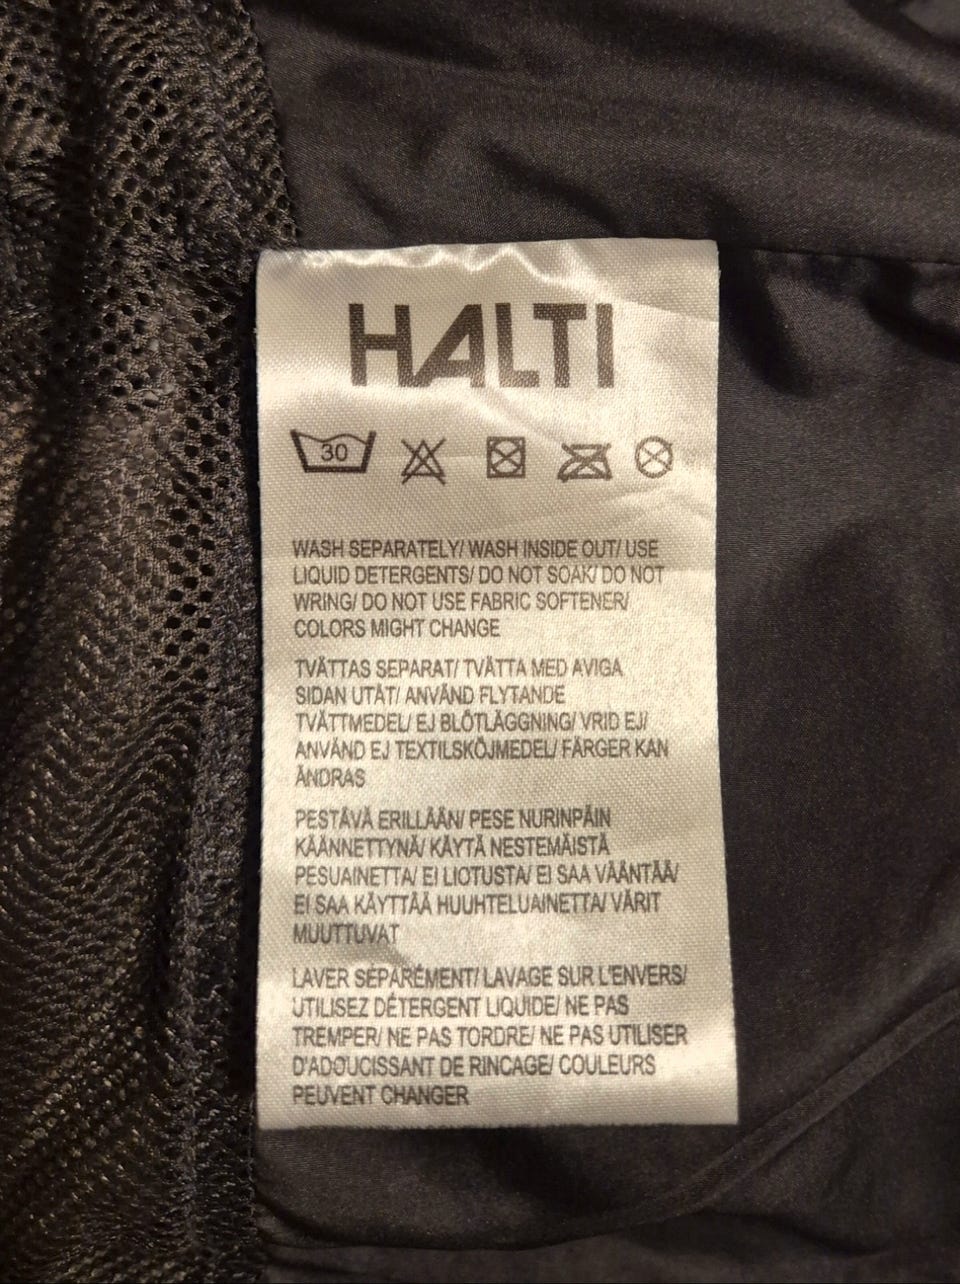 HALTI
30
WASH SEPARATELY/ WASH INSIDE OUT/ USE
LIQUID DETERGENTS/ DO NOT SOAK/ DO NOT
WRING/ DO NOT USE FABRIC SOFTENER/
COLORS MIGHT CHANGE
TVÄTTAS SEPARAT/ TVÄTTA MED AVIGA
SIDAN UTÅT/ ANVÄND FLYTANDE
TVÄTTMEDEL/ EJ BLÖTLÄGGNING/ VRID EJ/
ANVÄND EJ TEXTILSKÖJMEDEL/ FÄRGER KAN
ÄNDRAS
PESTÄVÄ ERILLÄÄN/ PESE NURINPÄIN
KÄÄNNETTYNÄ/ KÄYTÄ NESTEMÄISTÄ
PESUAINETTA/ EI LIOTUSTA/ EI SAA VÄÄNTÄÄ/
EI SAA KÄYTTÄÄ HUUHTELUAINETTA/ VÄRIT
MUUTTUVAT
LAVER SÉPARÉMENT/ LAVAGE SUR L'ENVERS/
UTILISEZ DÉTERGENT LIQUIDE/ NE PAS
TREMPER/ NE PAS TORDRE/ NE PAS UTILISER
D'ADOUCISSANT DE RINCAGE/ COULEURS
PEUVENT CHANGER